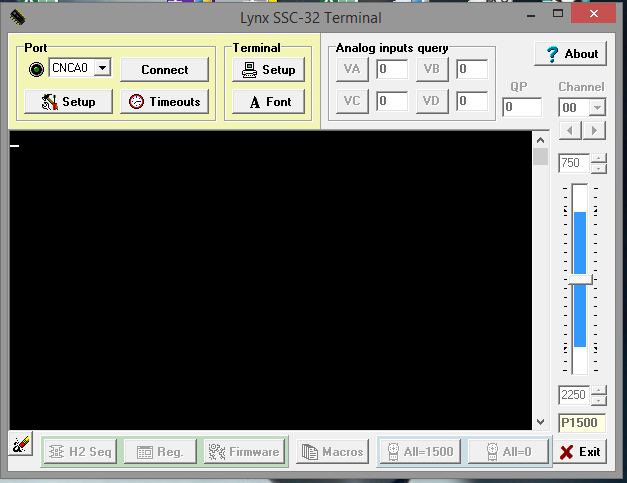 Lynx SSC-32 Terminal
Port
Terminal
Analog inputs query
CNCA0
Connect
Setup
VA
0
VB
0
About
Setup
Timeouts
Font
VC
0
VD
0
QP
0
Channel
00
750
2250
P1500
H2 Seq
Reg.
Firmware
Macros
All=1500
All=0
Exit